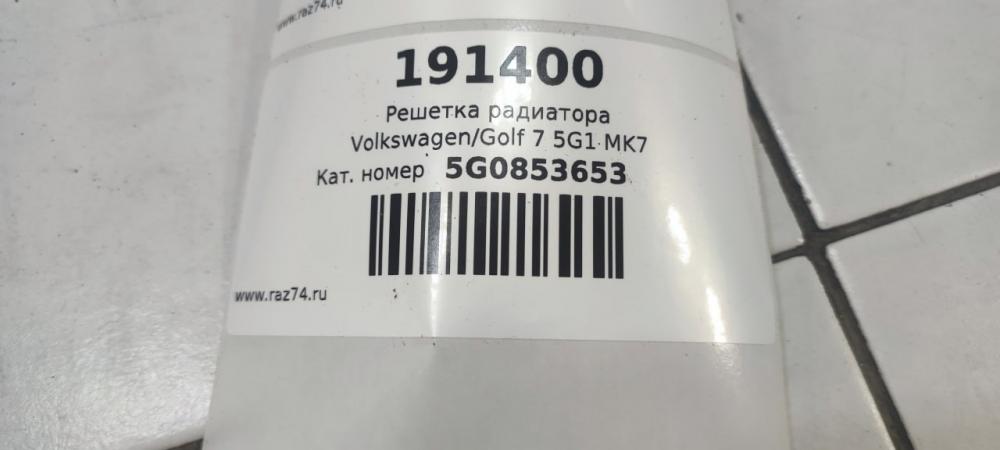 www.raz74.ru
191400
Решетка радиатора
Volkswagen/Golf 7 5G1 MK7
Кат. номер 5G0853653
www.raz74.ru